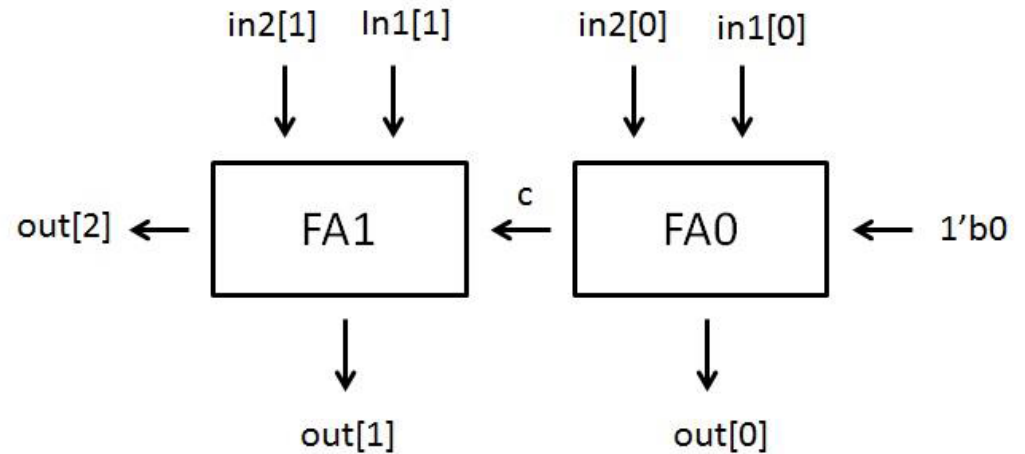 in2[1] In1[1] in2[0] in1[0]
out[2] FA1 c FA0 1’b0
out[1] out[0]